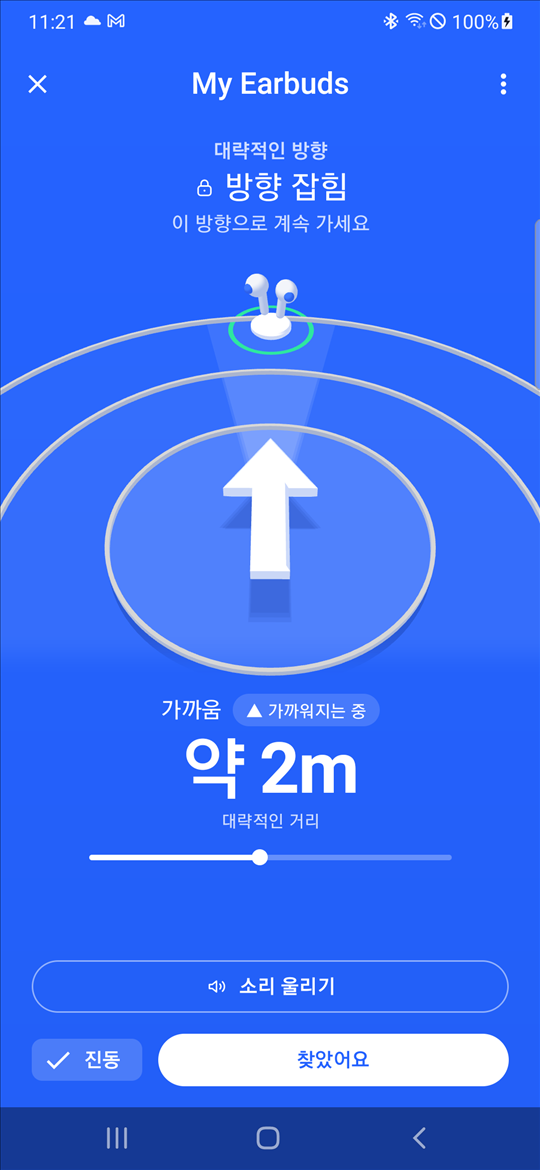 11:21
100%
My Earbuds
대략적인 방향
방향 잡힘
이 방향으로 계속 가세요
가까움
가까워지는 중
약 2m
대략적인 거리
소리 울리기
진동
찾았어요